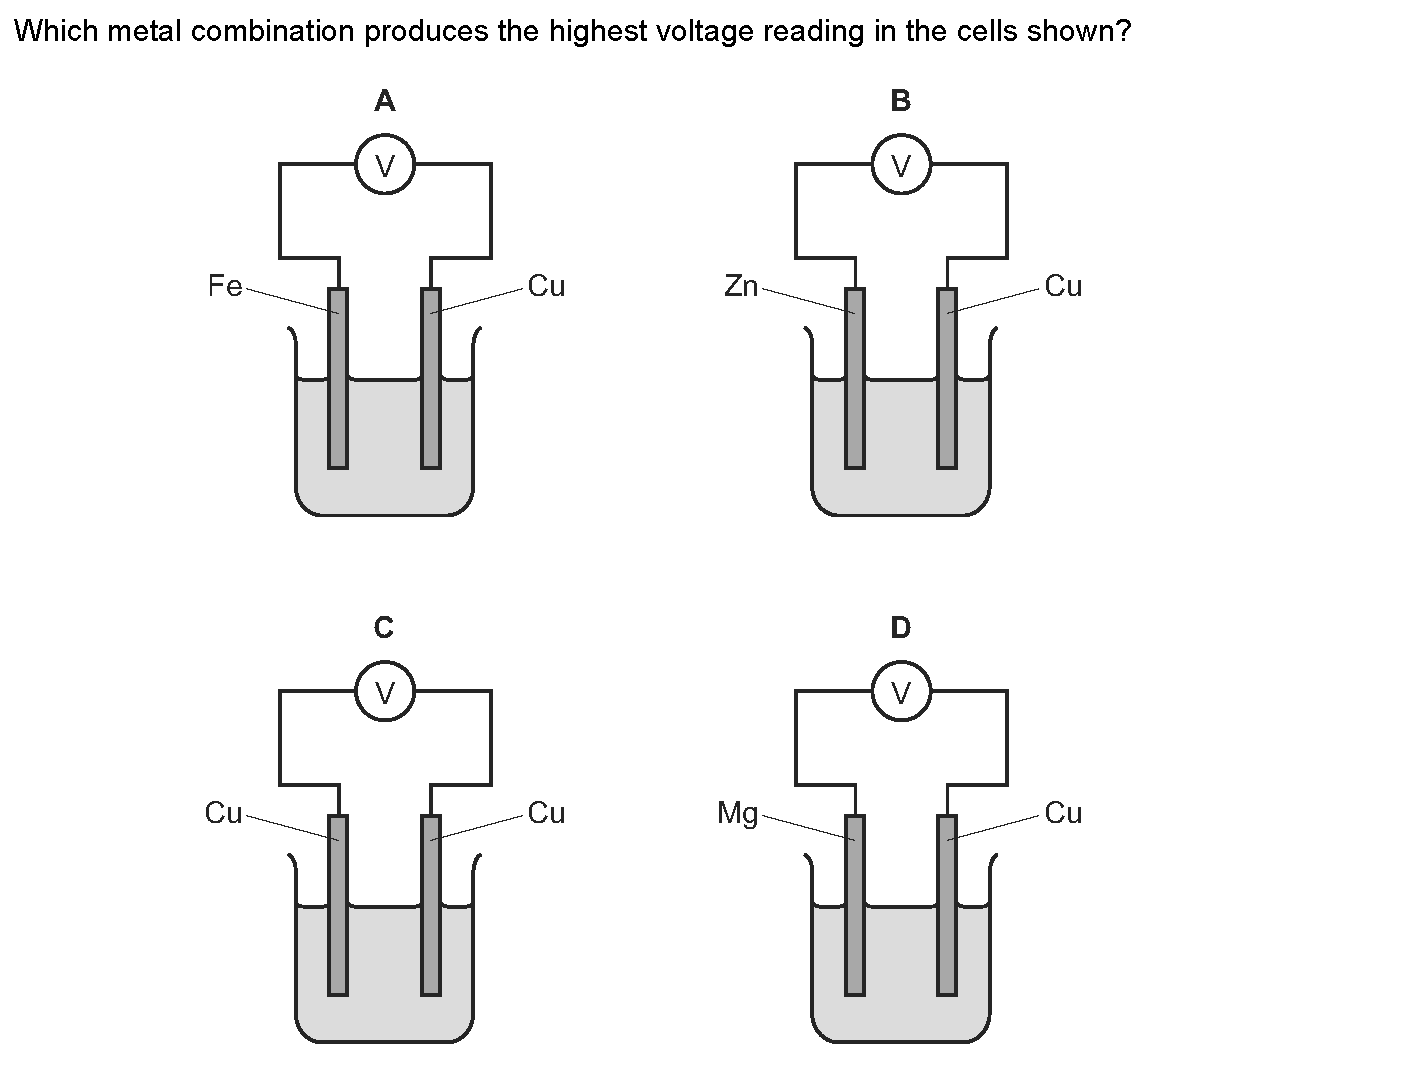 Which metal combination produces the highest voltage reading in the cells shown?
A
B
V
V
Fe
Cu
Zn
Cu
C
D
V
V
Cu
Cu
Mg
Cu